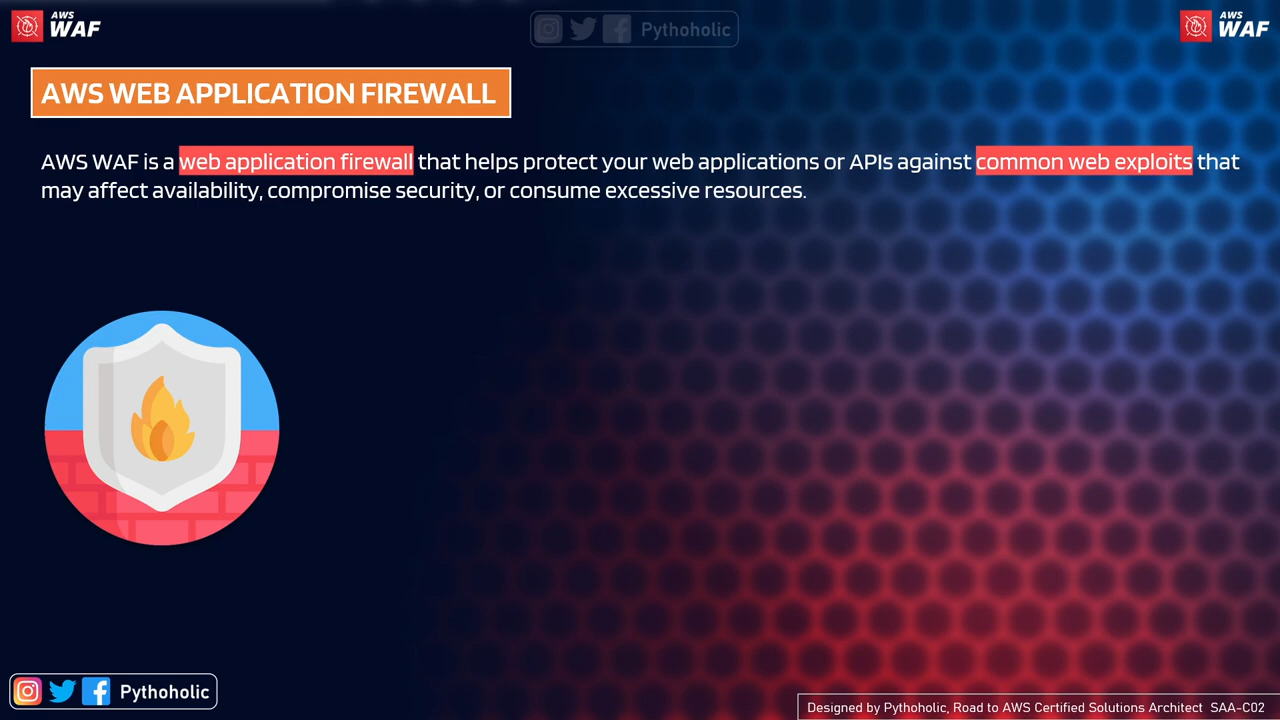 AWS
WAF
Pythoholic
AWS
WAF
AWS WEB APPLICATION FIREWALL
AWS WAF is a web application firewall that helps protect your web applications or APIs against common web exploits that
may affect availability, compromise security, or consume excessive resources.
Pythoholic
Designed by Pythoholic, Road to AWS Certified Solutions Architect SAA-C02